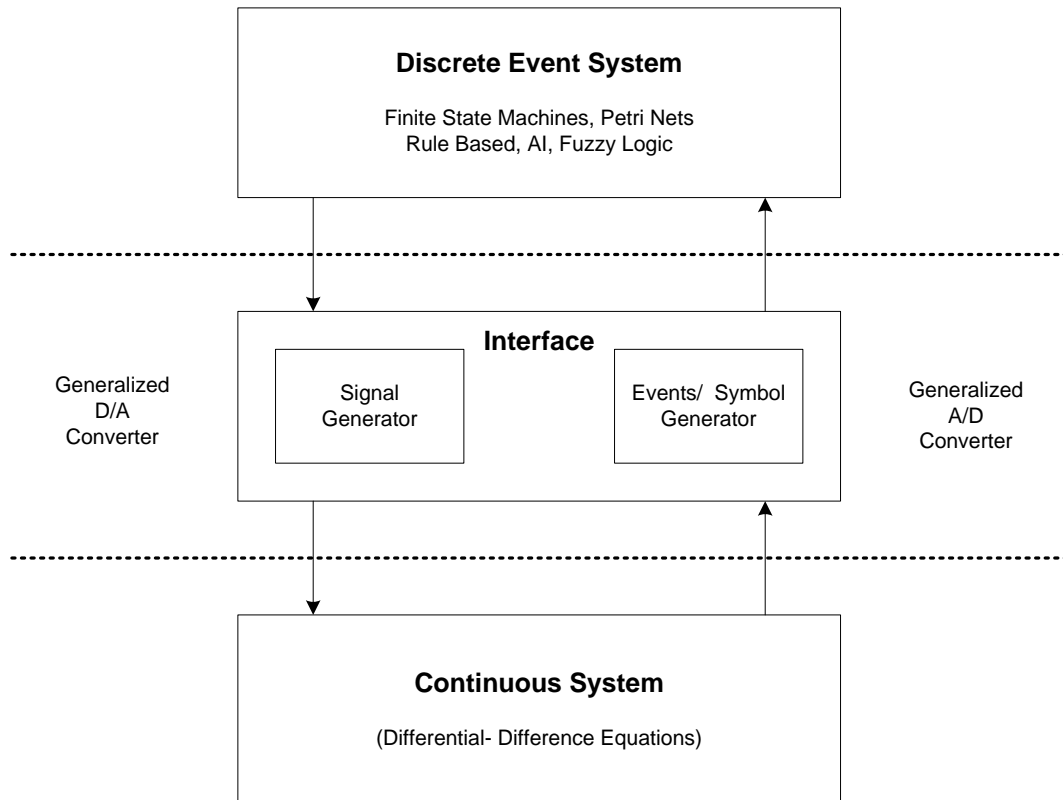 Discrete Event System
Finite State Machines, Petri Nets
Rule Based, AI, Fuzzy Logic
Interface
Generalized
D/A
Converter
Signal
Generator
Events/ Symbol
Generator
Generalized
A/D
Converter
Continuous System
(Differential- Difference Equations)